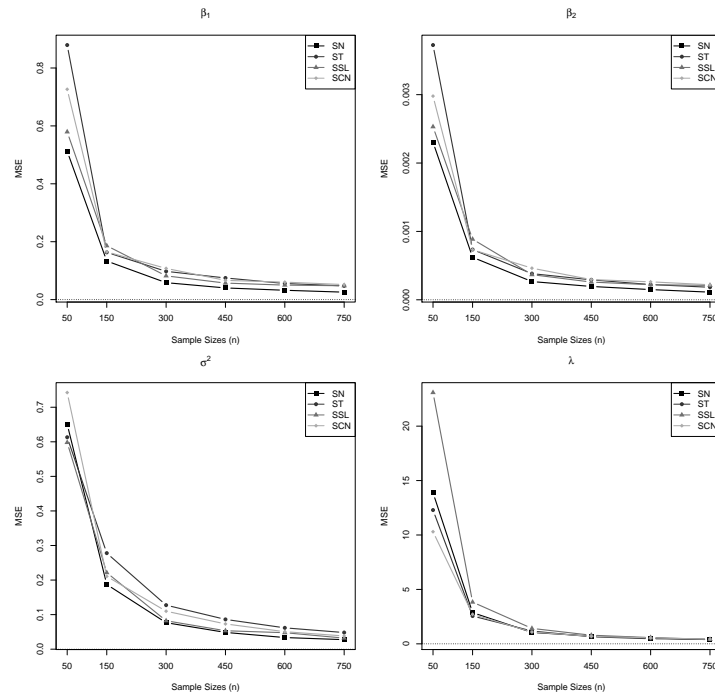 β1
MSE
0.0 0.2 0.4 0.6 0.8
SN
ST
SSL
SCN
50 150 300 450 600 750
Sample Sizes (n)
β2
MSE
0.000 0.001 0.002 0.003
SN
ST
SSL
SCN
50 150 300 450 600 750
Sample Sizes (n)
σ2
MSE
0.0 0.1 0.2 0.3 0.4 0.5 0.6 0.7
SN
ST
SSL
SCN
50 150 300 450 600 750
Sample Sizes (n)
λ
MSE
0 5 10 15 20
SN
ST
SSL
SCN
50 150 300 450 600 750
Sample Sizes (n)